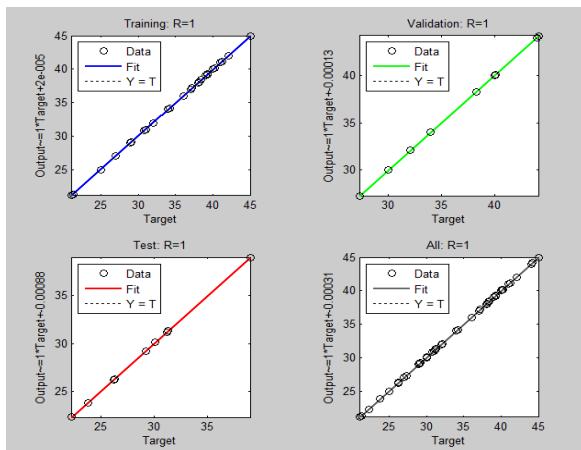 Training: R=1
Output~=1*Target+2e-005
45
40
35
30
25
Data
Fit
Y = T
25 30 35 40 45
Target
Validation: R=1
Output~=1*Target+-0.00013
40
35
30
Data
Fit
Y = T
30 35 40
Target
Test: R=1
Output~=1*Target+0.00088
35
30
25
Data
Fit
Y = T
25 30 35
Target
All: R=1
Output~=1*Target+0.00031
45
40
35
30
25
Data
Fit
Y = T
25 30 35 40 45
Target